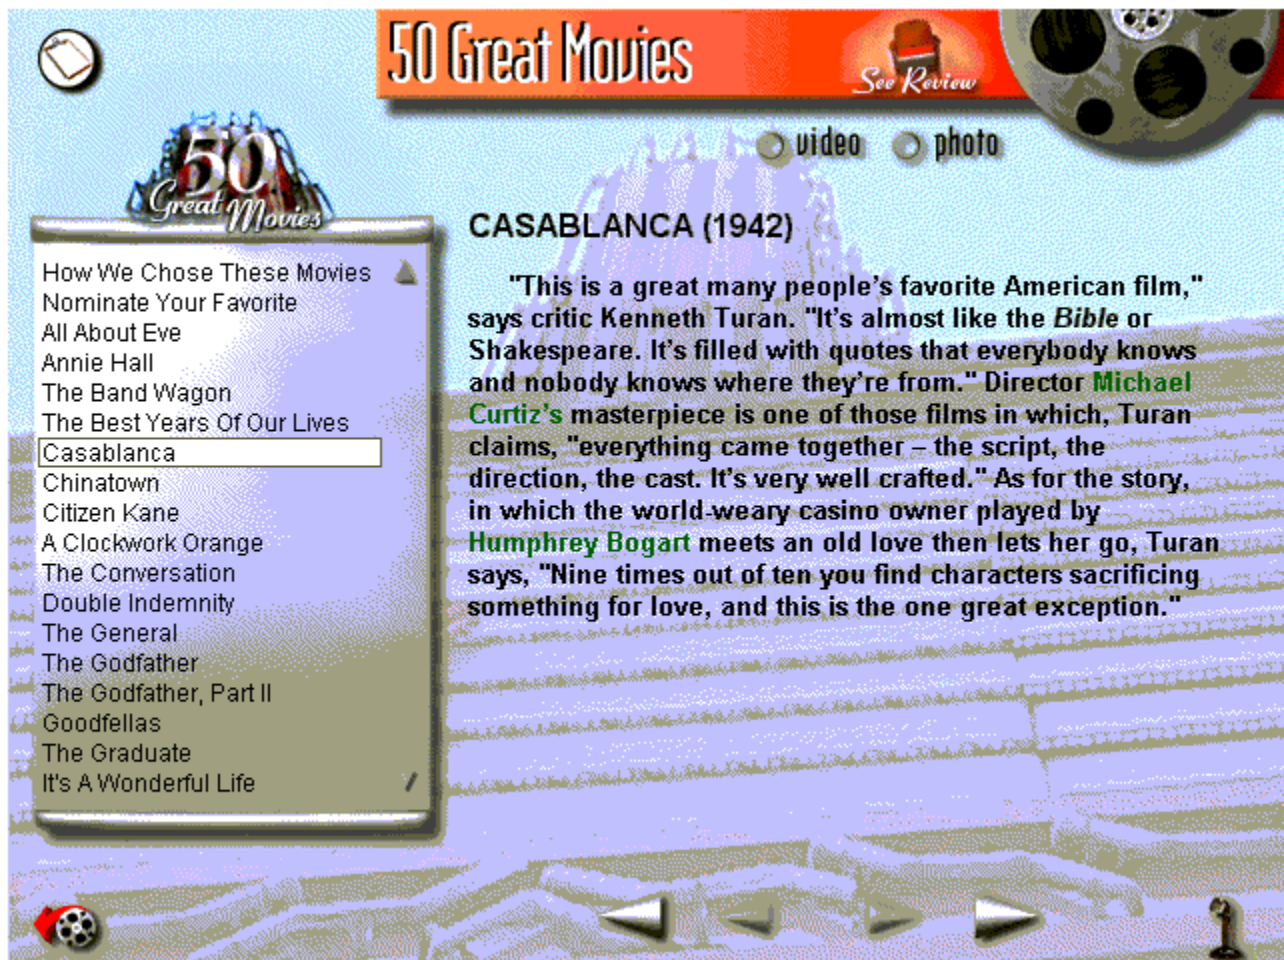 50 Great Movies
See Review
video photo
50
Great Movies
How We Chose These Movies
Nominate Your Favorite
All About Eve
Annie Hall
The Band Wagon
The Best Years Of Our Lives
Casablanca
Chinatown
Citizen Kane
A Clockwork Orange
The Conversation
Double Indemnity
The General
The Godfather
The Godfather, Part II
Goodfellas
The Graduate
It's A Wonderful Life
CASABLANCA (1942)
"This is a great many people's favorite American film,"
says critic Kenneth Turan. "It's almost like the Bible or
Shakespeare. It's filled with quotes that everybody knows
and nobody knows where they're from." Director Michael
Curtiz's masterpiece is one of those films in which, Turan
claims, "everything came together – the script, the
direction, the cast. It's very well crafted." As for the story,
in which the world-weary casino owner played by
Humphrey Bogart meets an old love then lets her go, Turan
says, "Nine times out of ten you find characters sacrificing
something for love, and this is the one great exception."